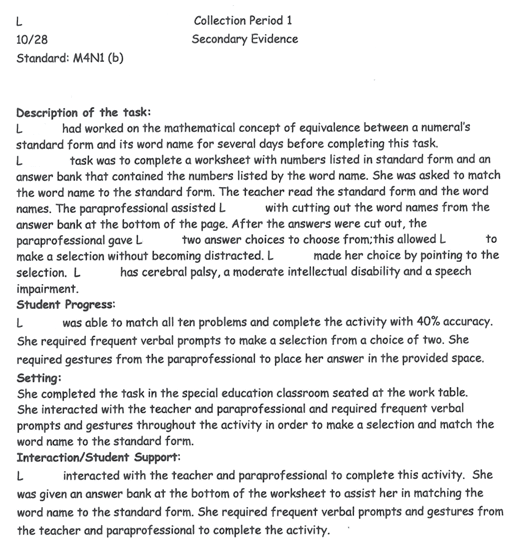 L Collection Period 1
10/28 Secondary Evidence
Standard: M4N1 (b)
Description of the task:
L had worked on the mathematical concept of equivalence between a numeral's
standard form and its word name for several days before completing this task.
L task was to complete a worksheet with numbers listed in standard form and an
answer bank that contained the numbers listed by the word name. She was asked to match
the word name to the standard form. The teacher read the standard form and the word
names. The paraprofessional assisted L with cutting out the word names from the
answer bank at the bottom of the page. After the answers were cut out, the
paraprofessional gave L two answer choices to choose from;this allowed L to
make a selection without becoming distracted. L made her choice by pointing to the
selection. L has cerebral palsy, a moderate intellectual disability and a speech
impairment.
Student Progress:
L was able to match all ten problems and complete the activity with 40% accuracy.
She required frequent verbal prompts to make a selection from a choice of two. She
required gestures from the paraprofessional to place her answer in the provided space.
Setting:
She completed the task in the special education classroom seated at the work table.
She interacted with the teacher and paraprofessional and required frequent verbal
prompts and gestures throughout the activity in order to make a selection and match the
word name to the standard form.
Interaction/Student Support:
L interacted with the teacher and paraprofessional to complete this activity. She
was given an answer bank at the bottom of the worksheet to assist her in matching the
word name to the standard form. She required frequent verbal prompts and gestures from
the teacher and paraprofessional to complete the activity.